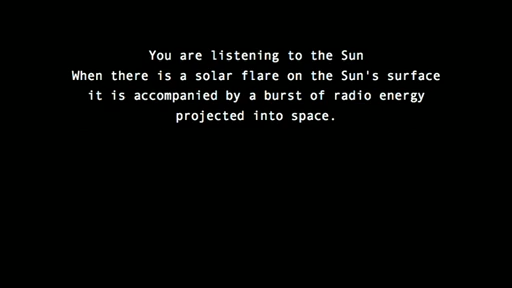 You are listening to the Sun
When there is a solar flare on the Sun's surface
it is accompanied by a burst of radio energy
projected into space.